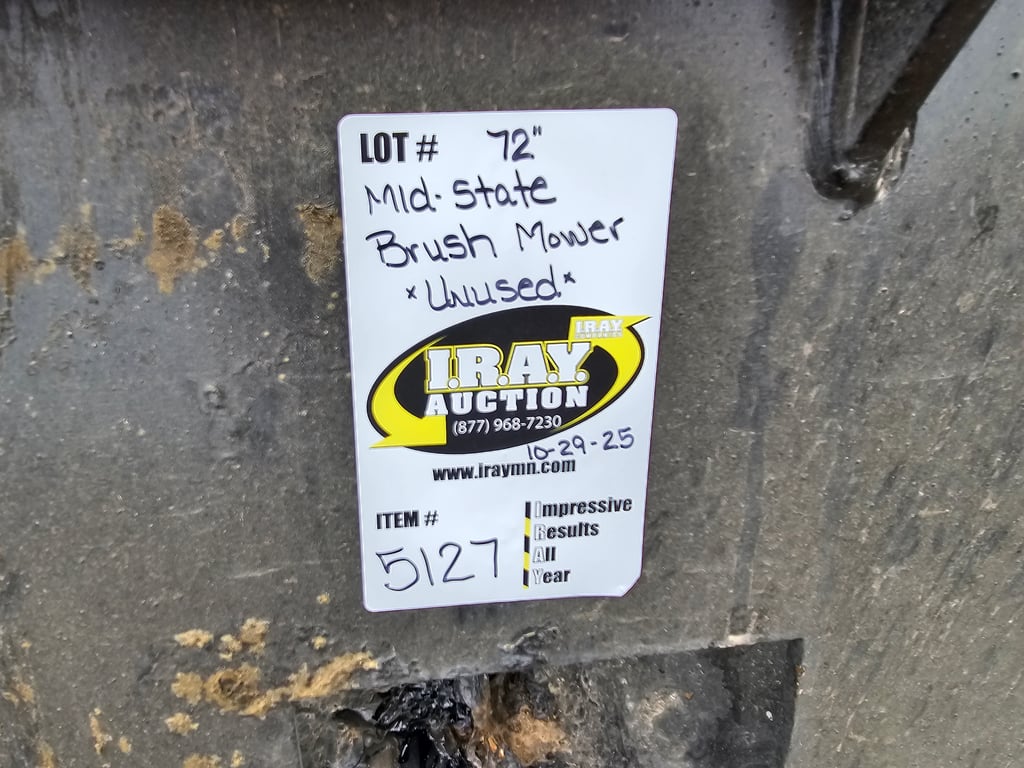 LOT # 72"
Mid-State
Brush Mower
*Unused*
I.R.A.Y.
I.R.A.Y.
AUCTION
(877) 968-7230
10-29-25
www.iraymn.com
ITEM #
5127
Impressive
Results
All
Year